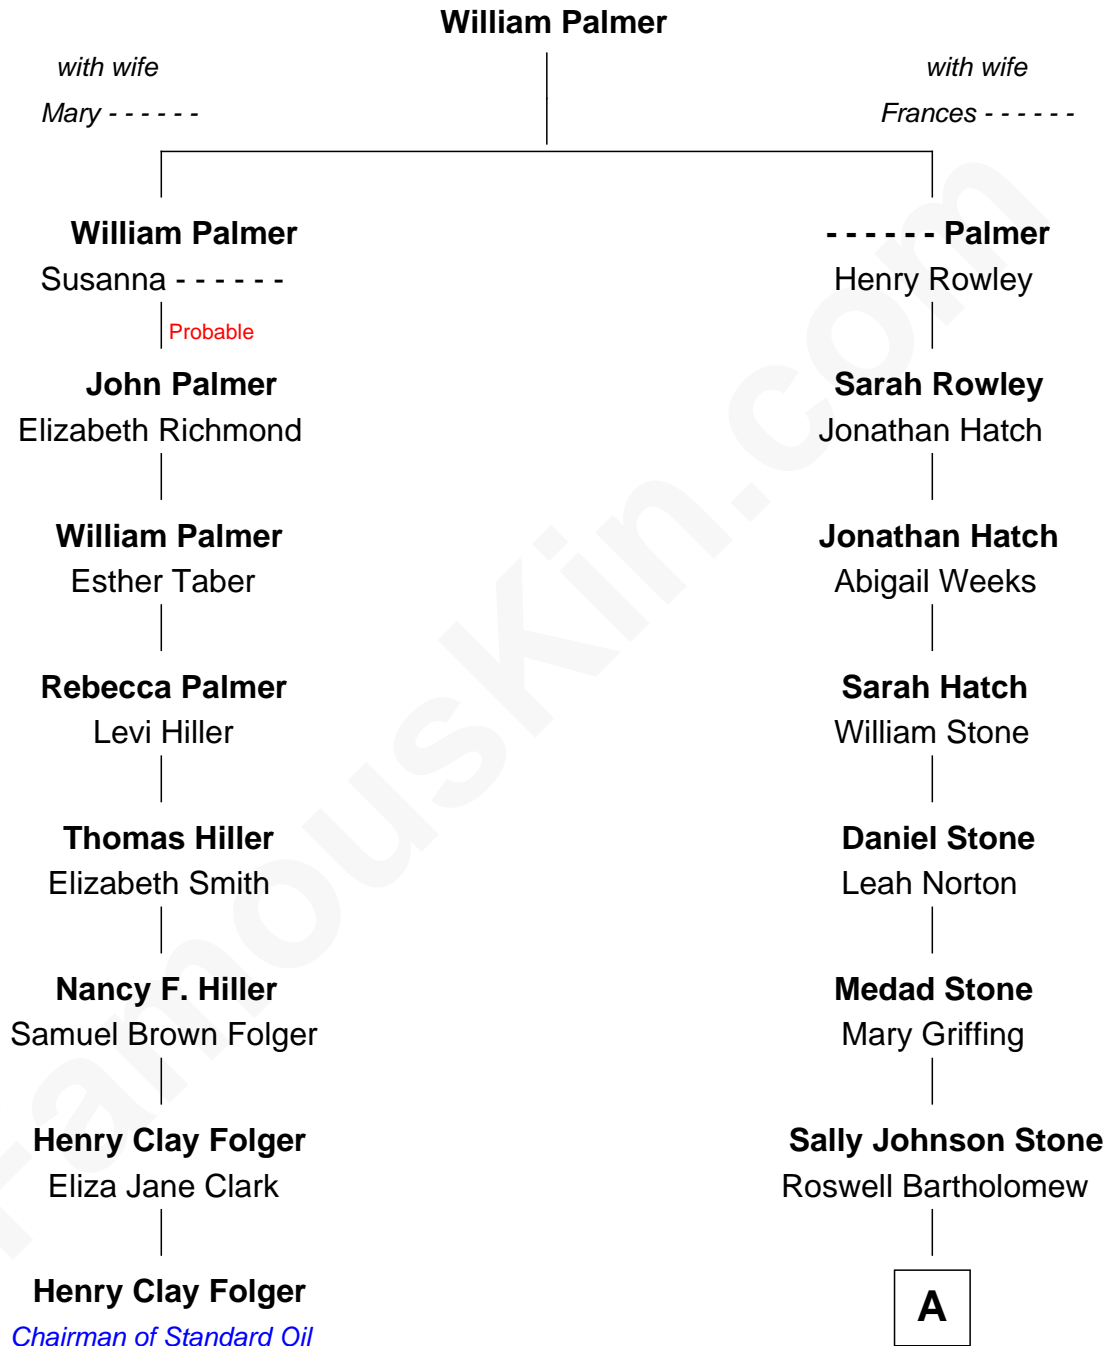 William Palmer
with wife
Mary - - - - - -
with wife
Frances - - - - - -
William Palmer
Susanna - - - - - -
Probable
John Palmer
Elizabeth Richmond
William Palmer
Esther Taber
Rebecca Palmer
Levi Hiller
Thomas Hiller
Elizabeth Smith
Nancy F. Hiller
Samuel Brown Folger
Henry Clay Folger
Eliza Jane Clark
Henry Clay Folger
Chairman of Standard Oil
- - - - - - Palmer
Henry Rowley
Sarah Rowley
Jonathan Hatch
Jonathan Hatch
Abigail Weeks
Sarah Hatch
William Stone
Daniel Stone
Leah Norton
Medad Stone
Mary Griffing
Sally Johnson Stone
Roswell Bartholomew
A
FamousKin.com